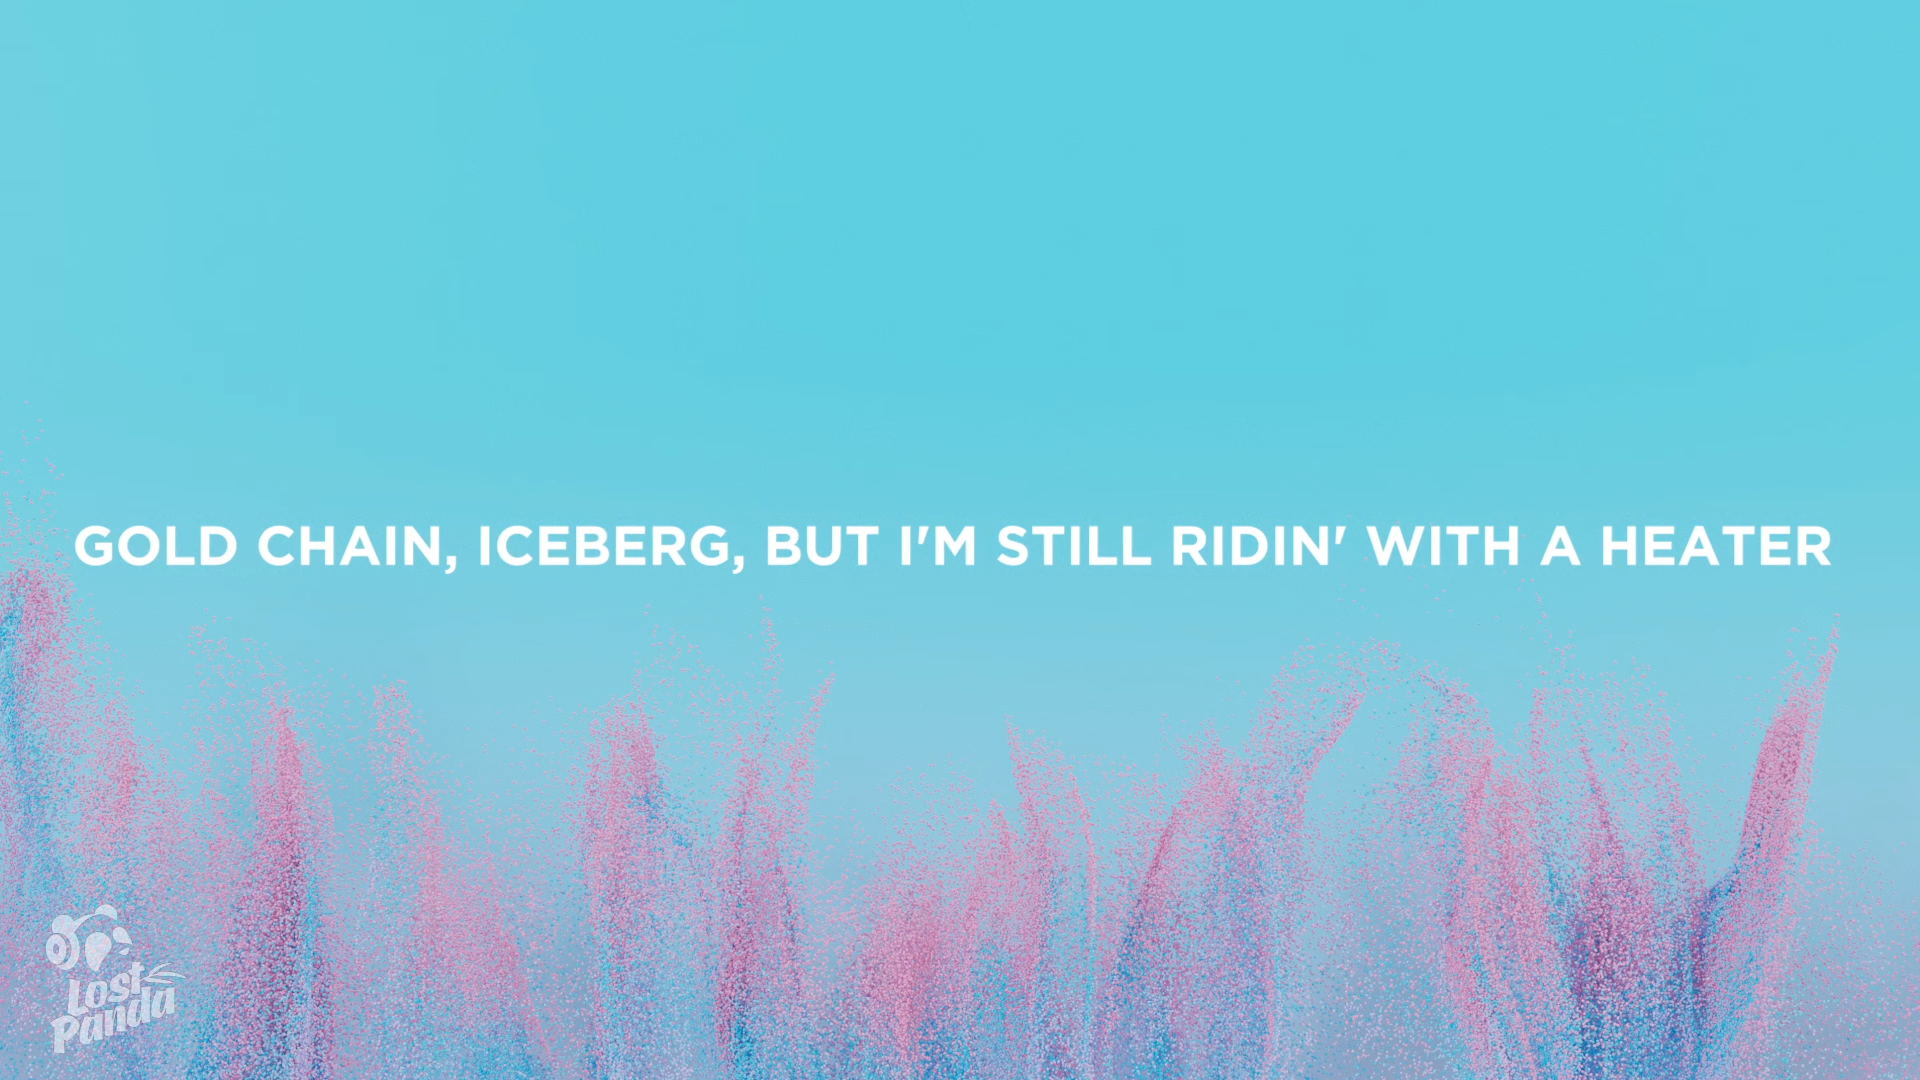 GOLD CHAIN, ICEBERG, BUT I'M STILL RIDIN' WITH A HEATER
Lost
Panda